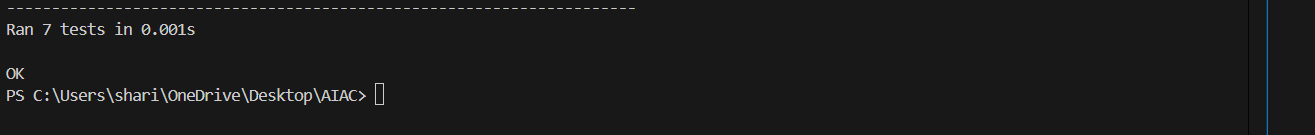 ----------------------------------------------------------------------
Ran 7 tests in 0.001s
OK
PS C:\Users\shari\OneDrive\Desktop\AIAC>